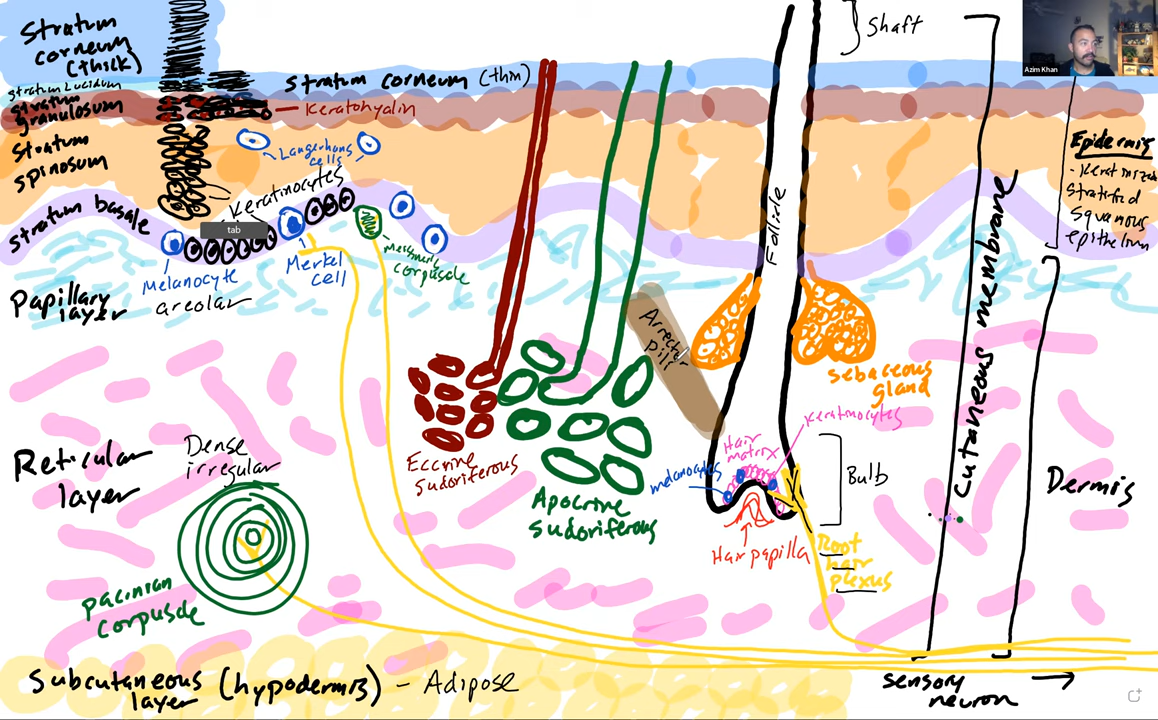 Stratum
corneum
(thick)
stratum Lucidum
Stratum
granulosum
Stratum
spinosum
Stratum basale
stratum corneum (thin)
Keratohyalin
Langerhans
cells
Keratinocytes
tab
Melanocyte
Merkel
cell
corpuscle
Papillary
layer
areolar
Shaft
Azim Khan
Epidermis
Stratified
Squamous
epithelium
Follicle
Arrector
Pili
sebaceous
gland
Cutaneous membrane
Reticular
layer
Dense
irregular
Eccrine
sudoriferous
Apocrine
sudoriferous
Hair
matrix
keratinocytes
melanocytes
Bulb
Hair papilla
Root
hair
plexus
Dermis
pacinian
corpuscle
Subcutaneous (hypodermis) - Adipose
layer
sensory
neuron